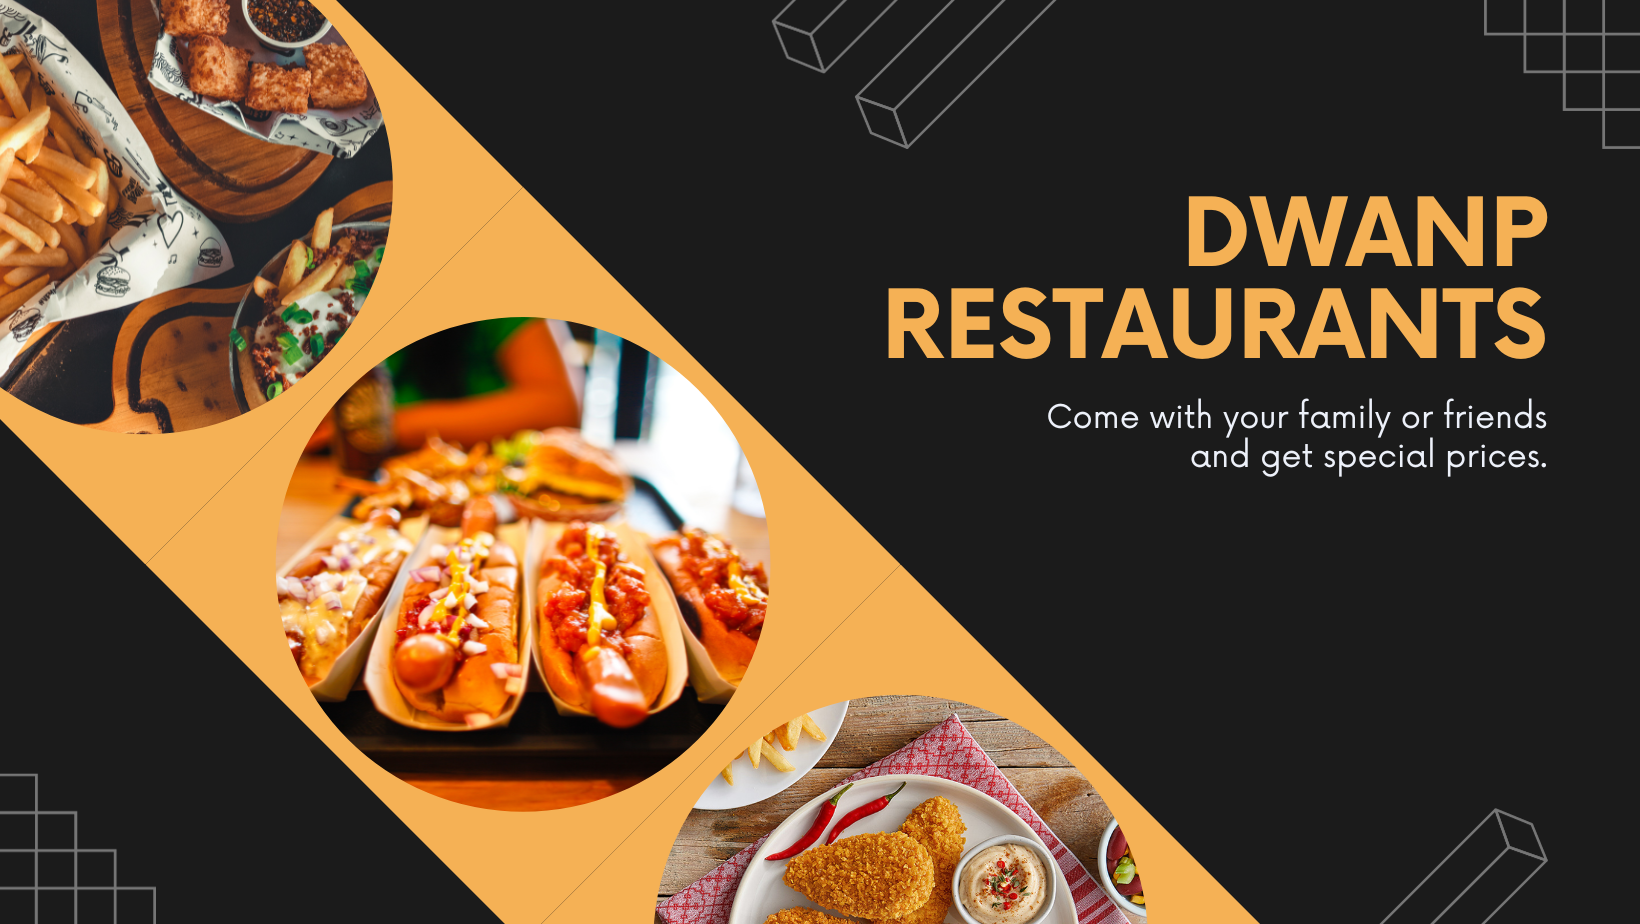 DWANP
RESTAURANTS
Come with your family or friends
and get special prices.